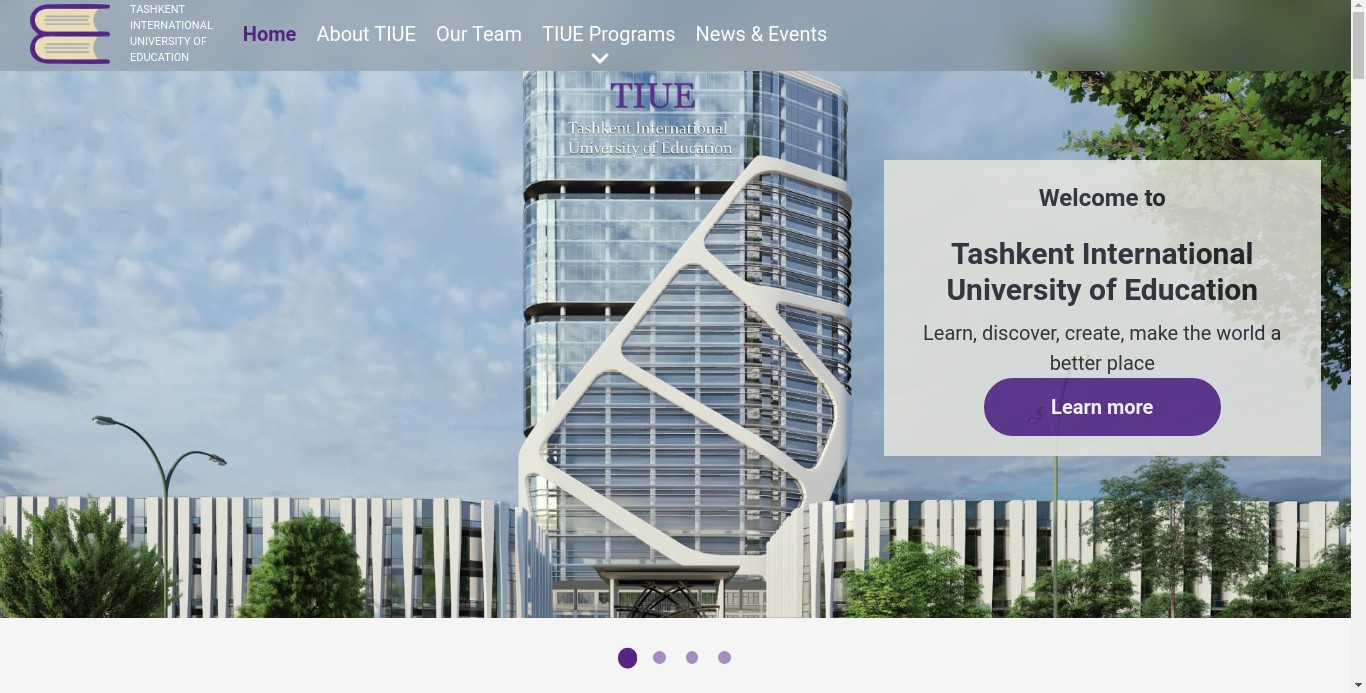 TASHKENT
INTERNATIONAL
UNIVERSITY OF
EDUCATION
Home
About TIUE
Our Team
TIUE Programs
News & Events
TIUE
Tashkent International
University of Education
Welcome to
Tashkent International
University of Education
Learn, discover, create, make the world a
better place
Learn more